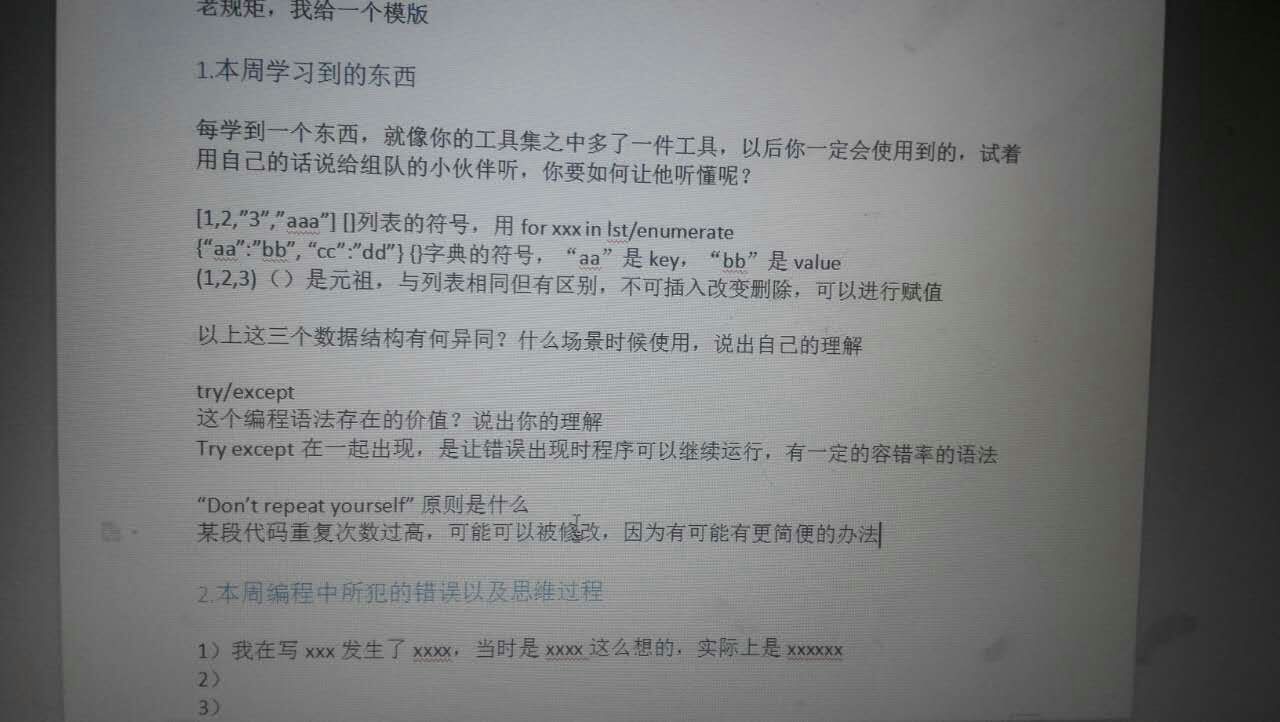 老规矩，我给一个模版
1.本周学习到的东西
每学到一个东西，就像你的工具集之中多了一件工具，以后你一定会使用到的，试着
用自己的话说给组队的小伙伴听，你要如何让他听懂呢？
[1,2,”3”,”aaa”] []列表的符号，用 for xxx in lst/enumerate
{“aa”:”bb”, “cc”:”dd”} {}字典的符号，“aa”是 key，“bb”是 value
(1,2,3)（）是元祖，与列表相同但有区别，不可插入改变删除，可以进行赋值
以上这三个数据结构有何异同？什么场景时候使用，说出自己的理解
try/except
这个编程语法存在的价值？说出你的理解
Try except 在一起出现，是让错误出现时程序可以继续运行，有一定的容错率的语法
“Don’t repeat yourself” 原则是什么
某段代码重复次数过高，可能可以被修改，因为有可能有更简便的办法
2.本周编程中所犯的错误以及思维过程
1）我在写 xxx 发生了 xxxx，当时是 xxxx 这么想的，实际上是 xxxxxx
2）
3）